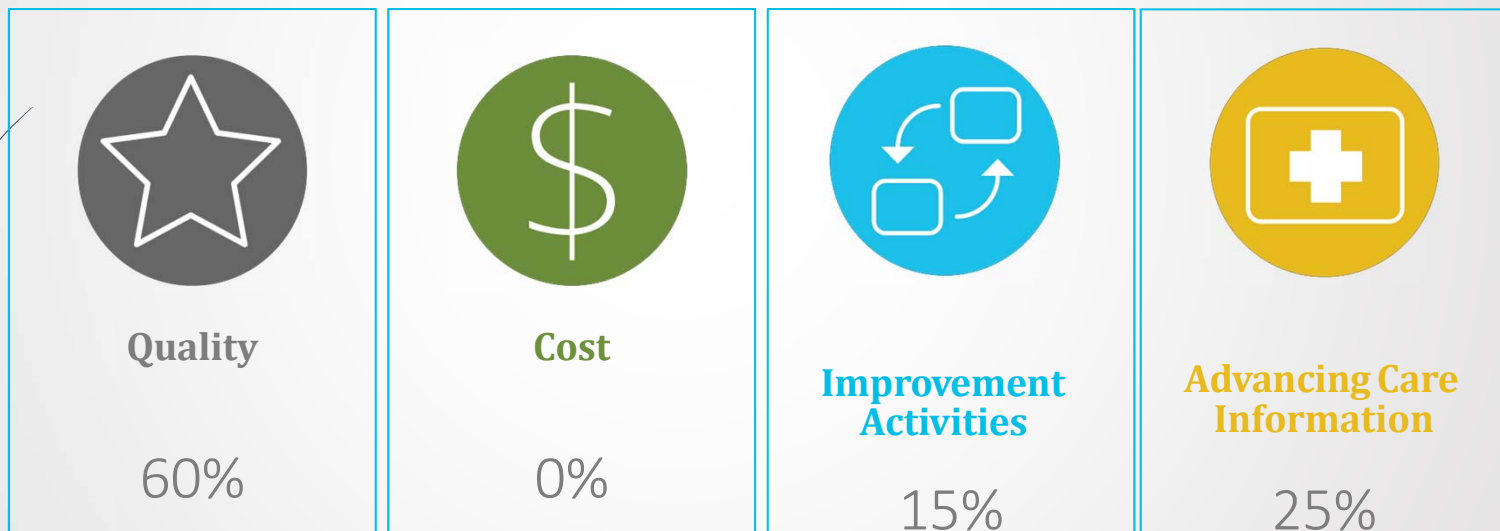 Quality
60%
Cost
0%
Improvement
Activities
15%
Advancing Care
Information
25%